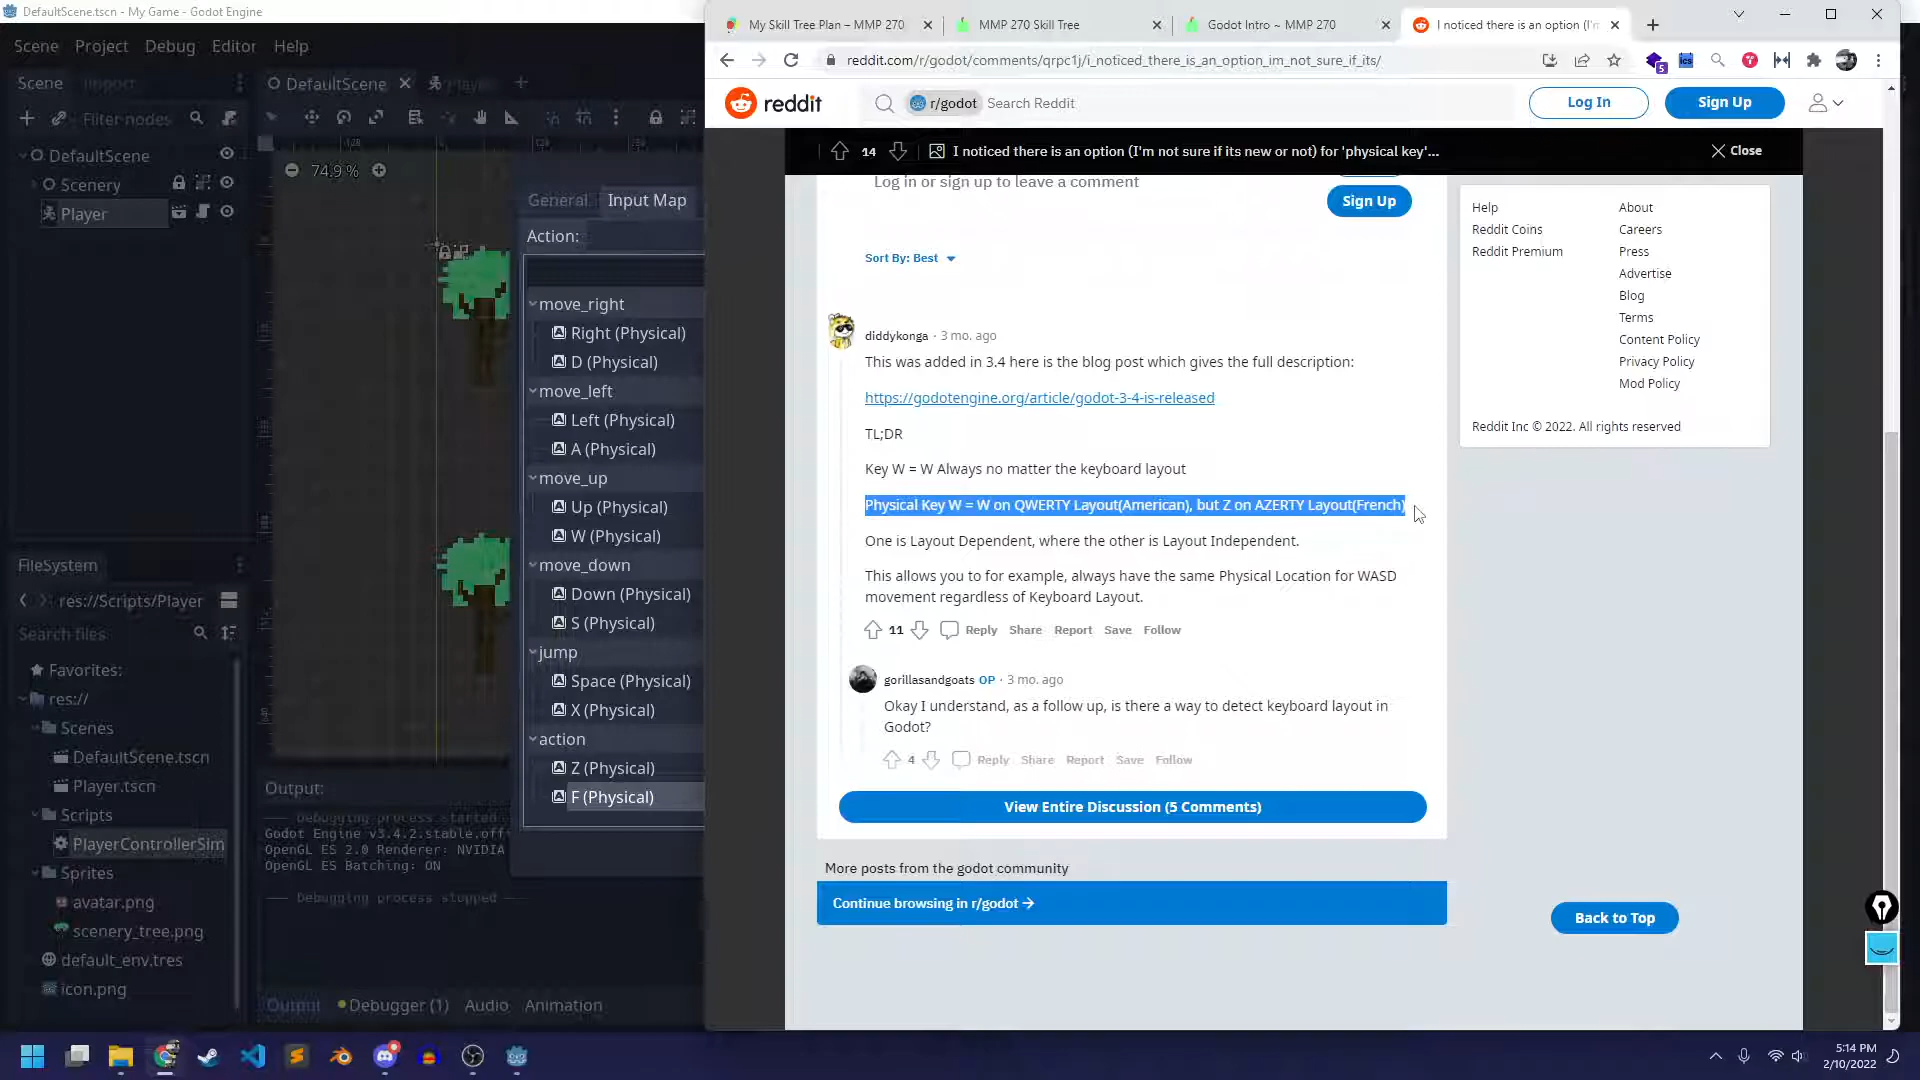 DefaultScene.tscn - My Game - Godot Engine
Scene Project Debug Editor Help
Scene Import
DefaultScene
Filter nodes
DefaultScene
Scenery
Player
74.9 %
General Input Map
Action:
move_right
Right (Physical)
D (Physical)
move_left
Left (Physical)
A (Physical)
move_up
Up (Physical)
W (Physical)
move_down
Down (Physical)
S (Physical)
jump
Space (Physical)
X (Physical)
action
Z (Physical)
F (Physical)
FileSystem
res://Scripts/Player
Search files
Favorites:
res://
Scenes
DefaultScene.tscn
Player.tscn
Scripts
PlayerControllerSim
Sprites
avatar.png
scenery_tree.png
default_env.tres
icon.png
Output:
--- Debugging process started
Godot Engine v3.4.2.stable.off
OpenGL ES 2.0 Renderer: NVIDIA
OpenGL ES Batching: ON
--- Debugging process stopped ---
Output Debugger (1) Audio Animation
My Skill Tree Plan – MMP 270
MMP 270 Skill Tree
Godot Intro ~ MMP 270
I noticed there is an option (I'm
reddit.com/r/godot/comments/qrpc1j/i_noticed_there_is_an_option_im_not_sure_if_its/
5
ics
reddit
r/godot Search Reddit
Log In
Sign Up
14 I noticed there is an option (I'm not sure if its new or not) for 'physical key'...
Close
Log in or sign up to leave a comment
Sign Up
Sort By: Best
diddykonga · 3 mo. ago
This was added in 3.4 here is the blog post which gives the full description:
https://godotengine.org/article/godot-3-4-is-released
TL;DR
Key W = W Always no matter the keyboard layout
Physical Key W = W on QWERTY Layout(American), but Z on AZERTY Layout(French)
One is Layout Dependent, where the other is Layout Independent.
This allows you to for example, always have the same Physical Location for WASD
movement regardless of Keyboard Layout.
11 Reply Share Report Save Follow
gorillasandgoats OP · 3 mo. ago
Okay I understand, as a follow up, is there a way to detect keyboard layout in
Godot?
4 Reply Share Report Save Follow
View Entire Discussion (5 Comments)
More posts from the godot community
Continue browsing in r/godot →
Help
Reddit Coins
Reddit Premium
About
Careers
Press
Advertise
Blog
Terms
Content Policy
Privacy Policy
Mod Policy
Reddit Inc © 2022. All rights reserved
Back to Top
5:14 PM
2/10/2022